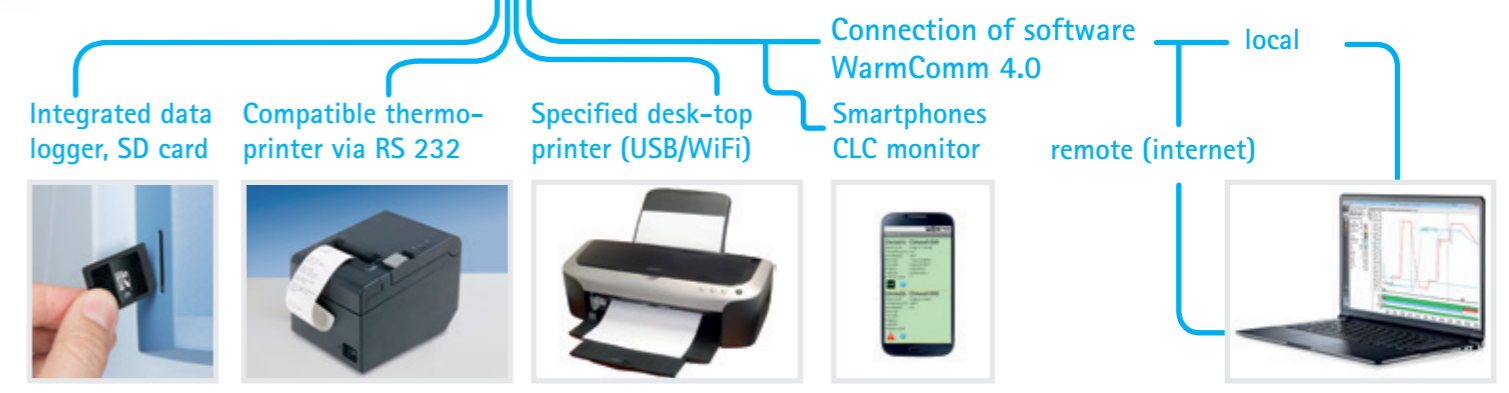 Connection of software
WarmComm 4.0
local
Integrated data
logger, SD card
Compatible thermo-
printer via RS 232
Specified desk-top
printer (USB/WiFi)
Smartphones
CLC monitor
remote (internet)